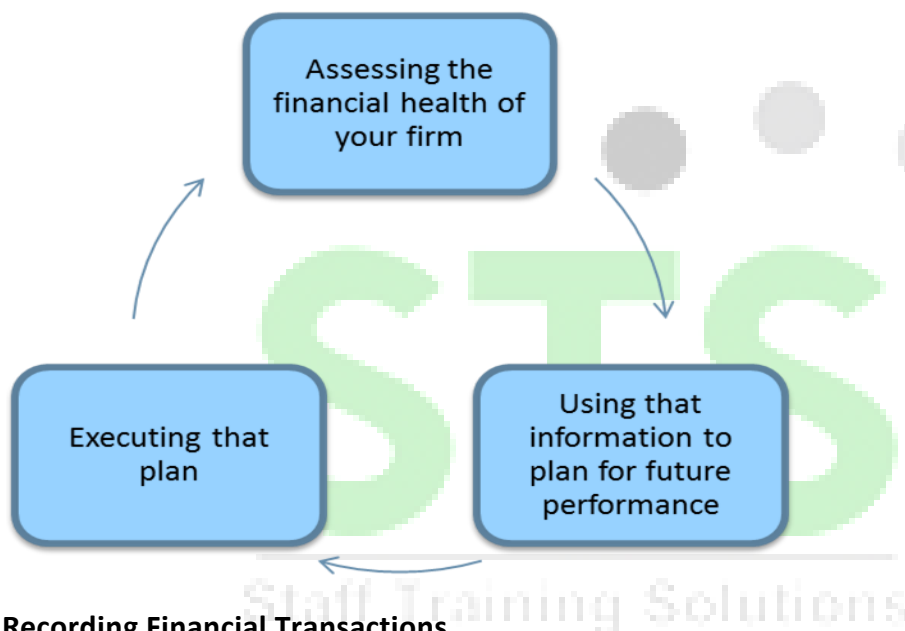 Assessing the
financial health of
your firm
STS
Executing that
plan
Using that
information to
plan for future
performance
Staff Training Solutions
Recording Financial Transactions